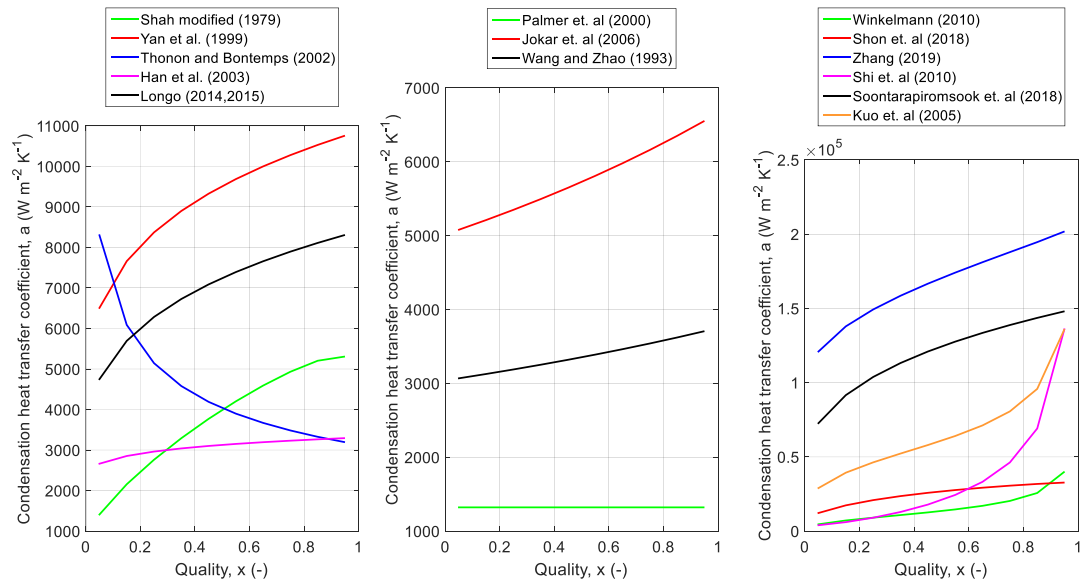 Shah modified (1979)
Yan et al. (1999)
Thonon and Bontemps (2002)
Han et al. (2003)
Longo (2014,2015)
11000
10000
9000
8000
7000
6000
5000
4000
3000
2000
1000
0
0.2
0.4
0.6
0.8
1
Condensation heat transfer coefficient, a (W m⁻² K⁻¹)
Quality, x (-)
Palmer et. al (2000)
Jokar et. al (2006)
Wang and Zhao (1993)
7000
6000
5000
4000
3000
2000
1000
0
0.2
0.4
0.6
0.8
1
Condensation heat transfer coefficient, a (W m⁻² K⁻¹)
Quality, x (-)
Winkelmann (2010)
Shon et. al (2018)
Zhang (2019)
Shi et. al (2010)
Soontarapiromsook et. al (2018)
Kuo et. al (2005)
×10⁵
2.5
2
1.5
1
0.5
0
0
0.2
0.4
0.6
0.8
1
Condensation heat transfer coefficient, a (W m⁻² K⁻¹)
Quality, x (-)